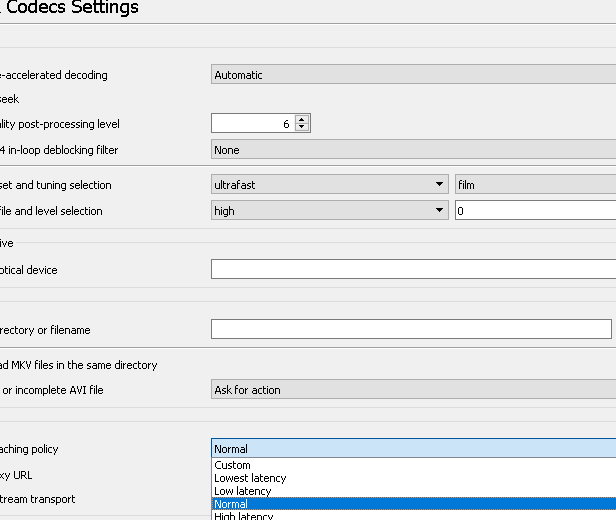 Codecs Settings
e-accelerated decoding Automatic
seek
lity post-processing level 6
4 in-loop deblocking filter None
set and tuning selection ultrafast film
file and level selection high 0
ive
ptical device
rectory or filename
ad MKV files in the same directory
or incomplete AVI file Ask for action
aching policy Normal
Custom
xy URL Lowest latency
Low latency
tream transport Normal
High latency